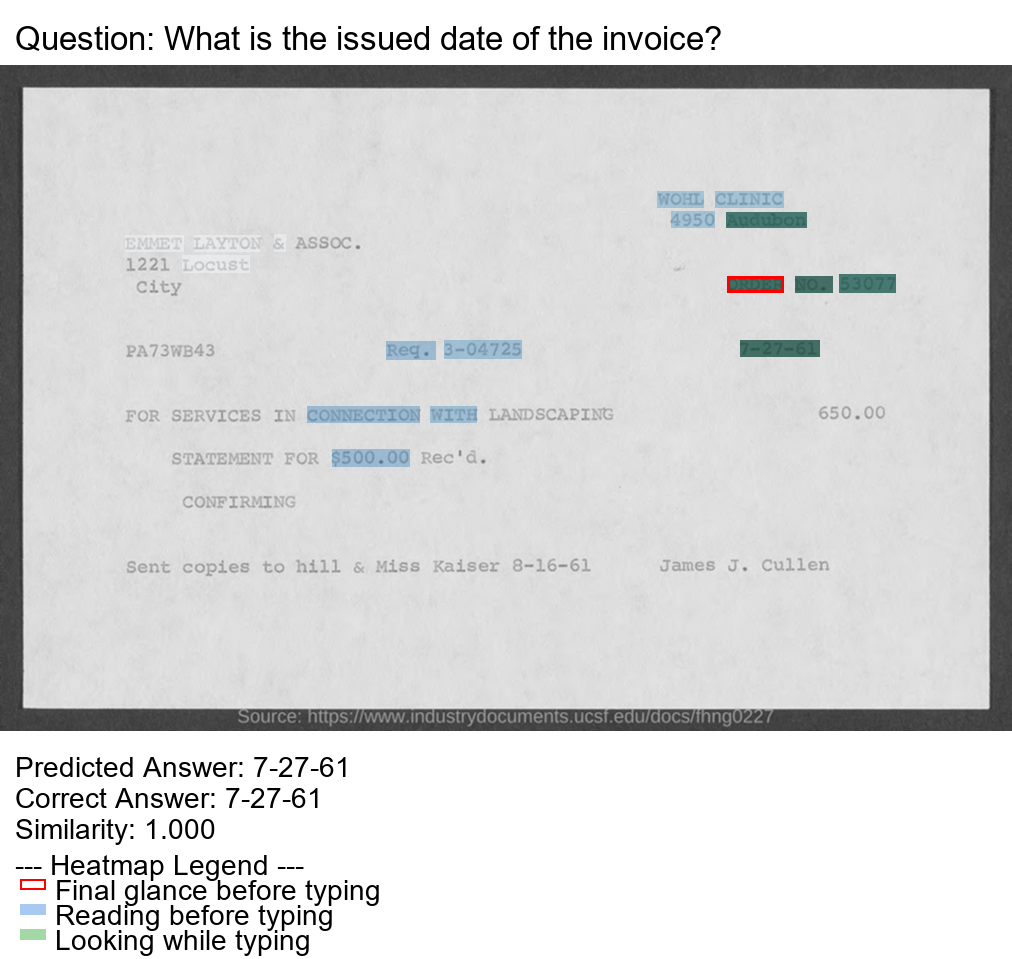 Question: What is the issued date of the invoice?
WOHL CLINIC
4950 Audubon
EMMET LAYTON & ASSOC.
1221 Locust
City
ORDER NO. 53077
PA73WB43 Req. 3-04725 7-27-61
FOR SERVICES IN CONNECTION WITH LANDSCAPING 650.00
STATEMENT FOR $500.00 Rec'd.
CONFIRMING
Sent copies to hill & Miss Kaiser 8-16-61 James J. Cullen
Source: https://www.industrydocuments.ucsf.edu/docs/fhng0227
Predicted Answer: 7-27-61
Correct Answer: 7-27-61
Similarity: 1.000
--- Heatmap Legend ---
Final glance before typing
Reading before typing
Looking while typing